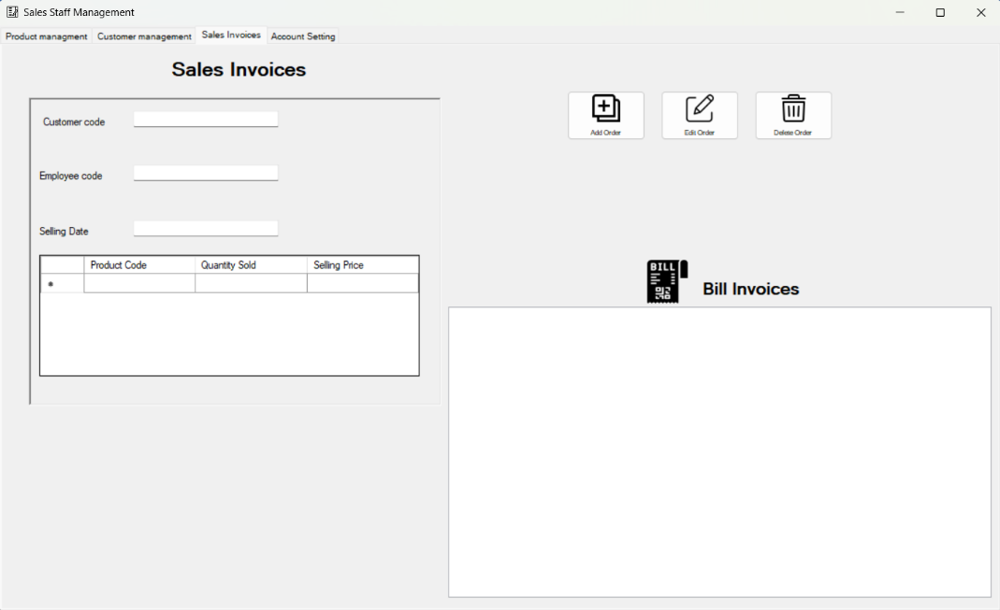 Sales Staff Management
Product managment Customer management Sales Invoices Account Setting
Sales Invoices
Customer code
Employee code
Selling Date
Product Code Quantity Sold Selling Price
Add Order Edit Order Delete Order
BILL
Bill Invoices